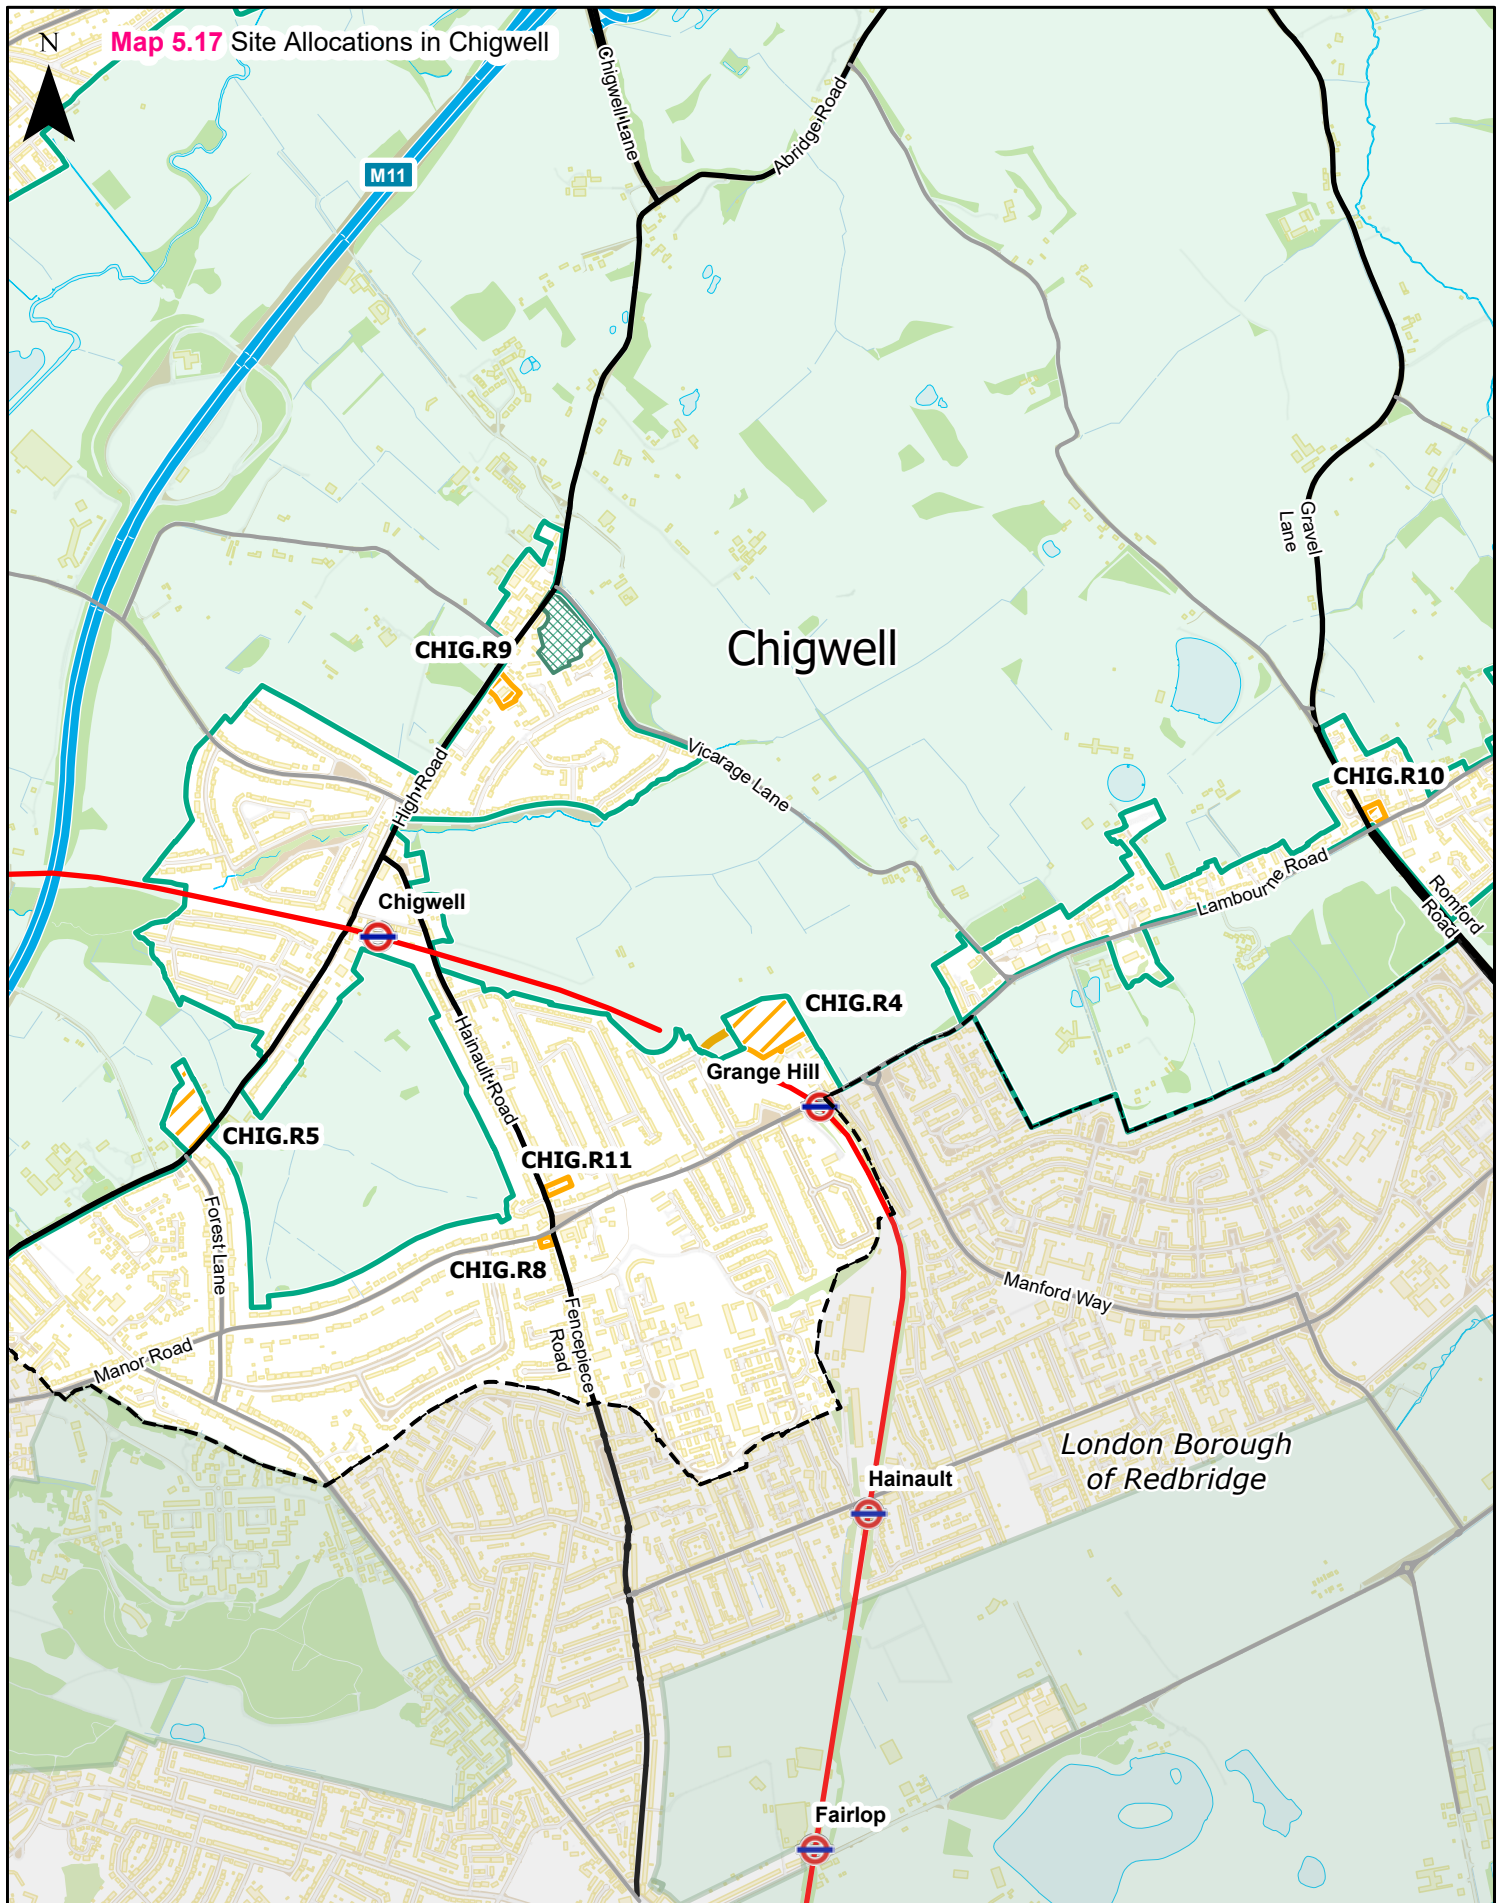 N
Map 5.17 Site Allocations in Chigwell
Chigwell Lane
Abridge Road
M11
Gravel
Lane
CHIG.R9
Chigwell
High Road
Vicarage Lane
CHIG.R10
Lambourne Road
Romford
Road
Chigwell
CHIG.R4
Hainault Road
Grange Hill
CHIG.R5
CHIG.R11
Forest Lane
CHIG.R8
Manford Way
Fencepiece
Road
Manor Road
London Borough
of Redbridge
Hainault
Fairlop